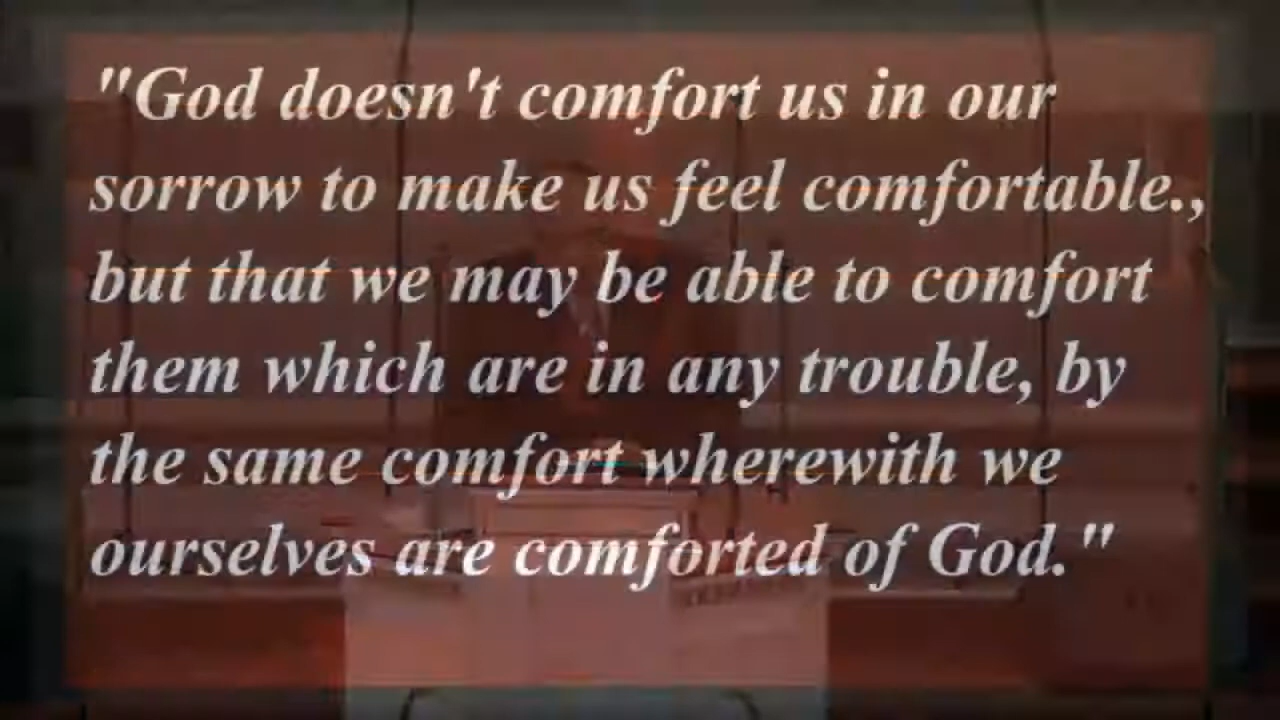 "God doesn't comfort us in our
sorrow to make us feel comfortable.,
but that we may be able to comfort
them which are in any trouble, by
the same comfort wherewith we
ourselves are comforted of God."